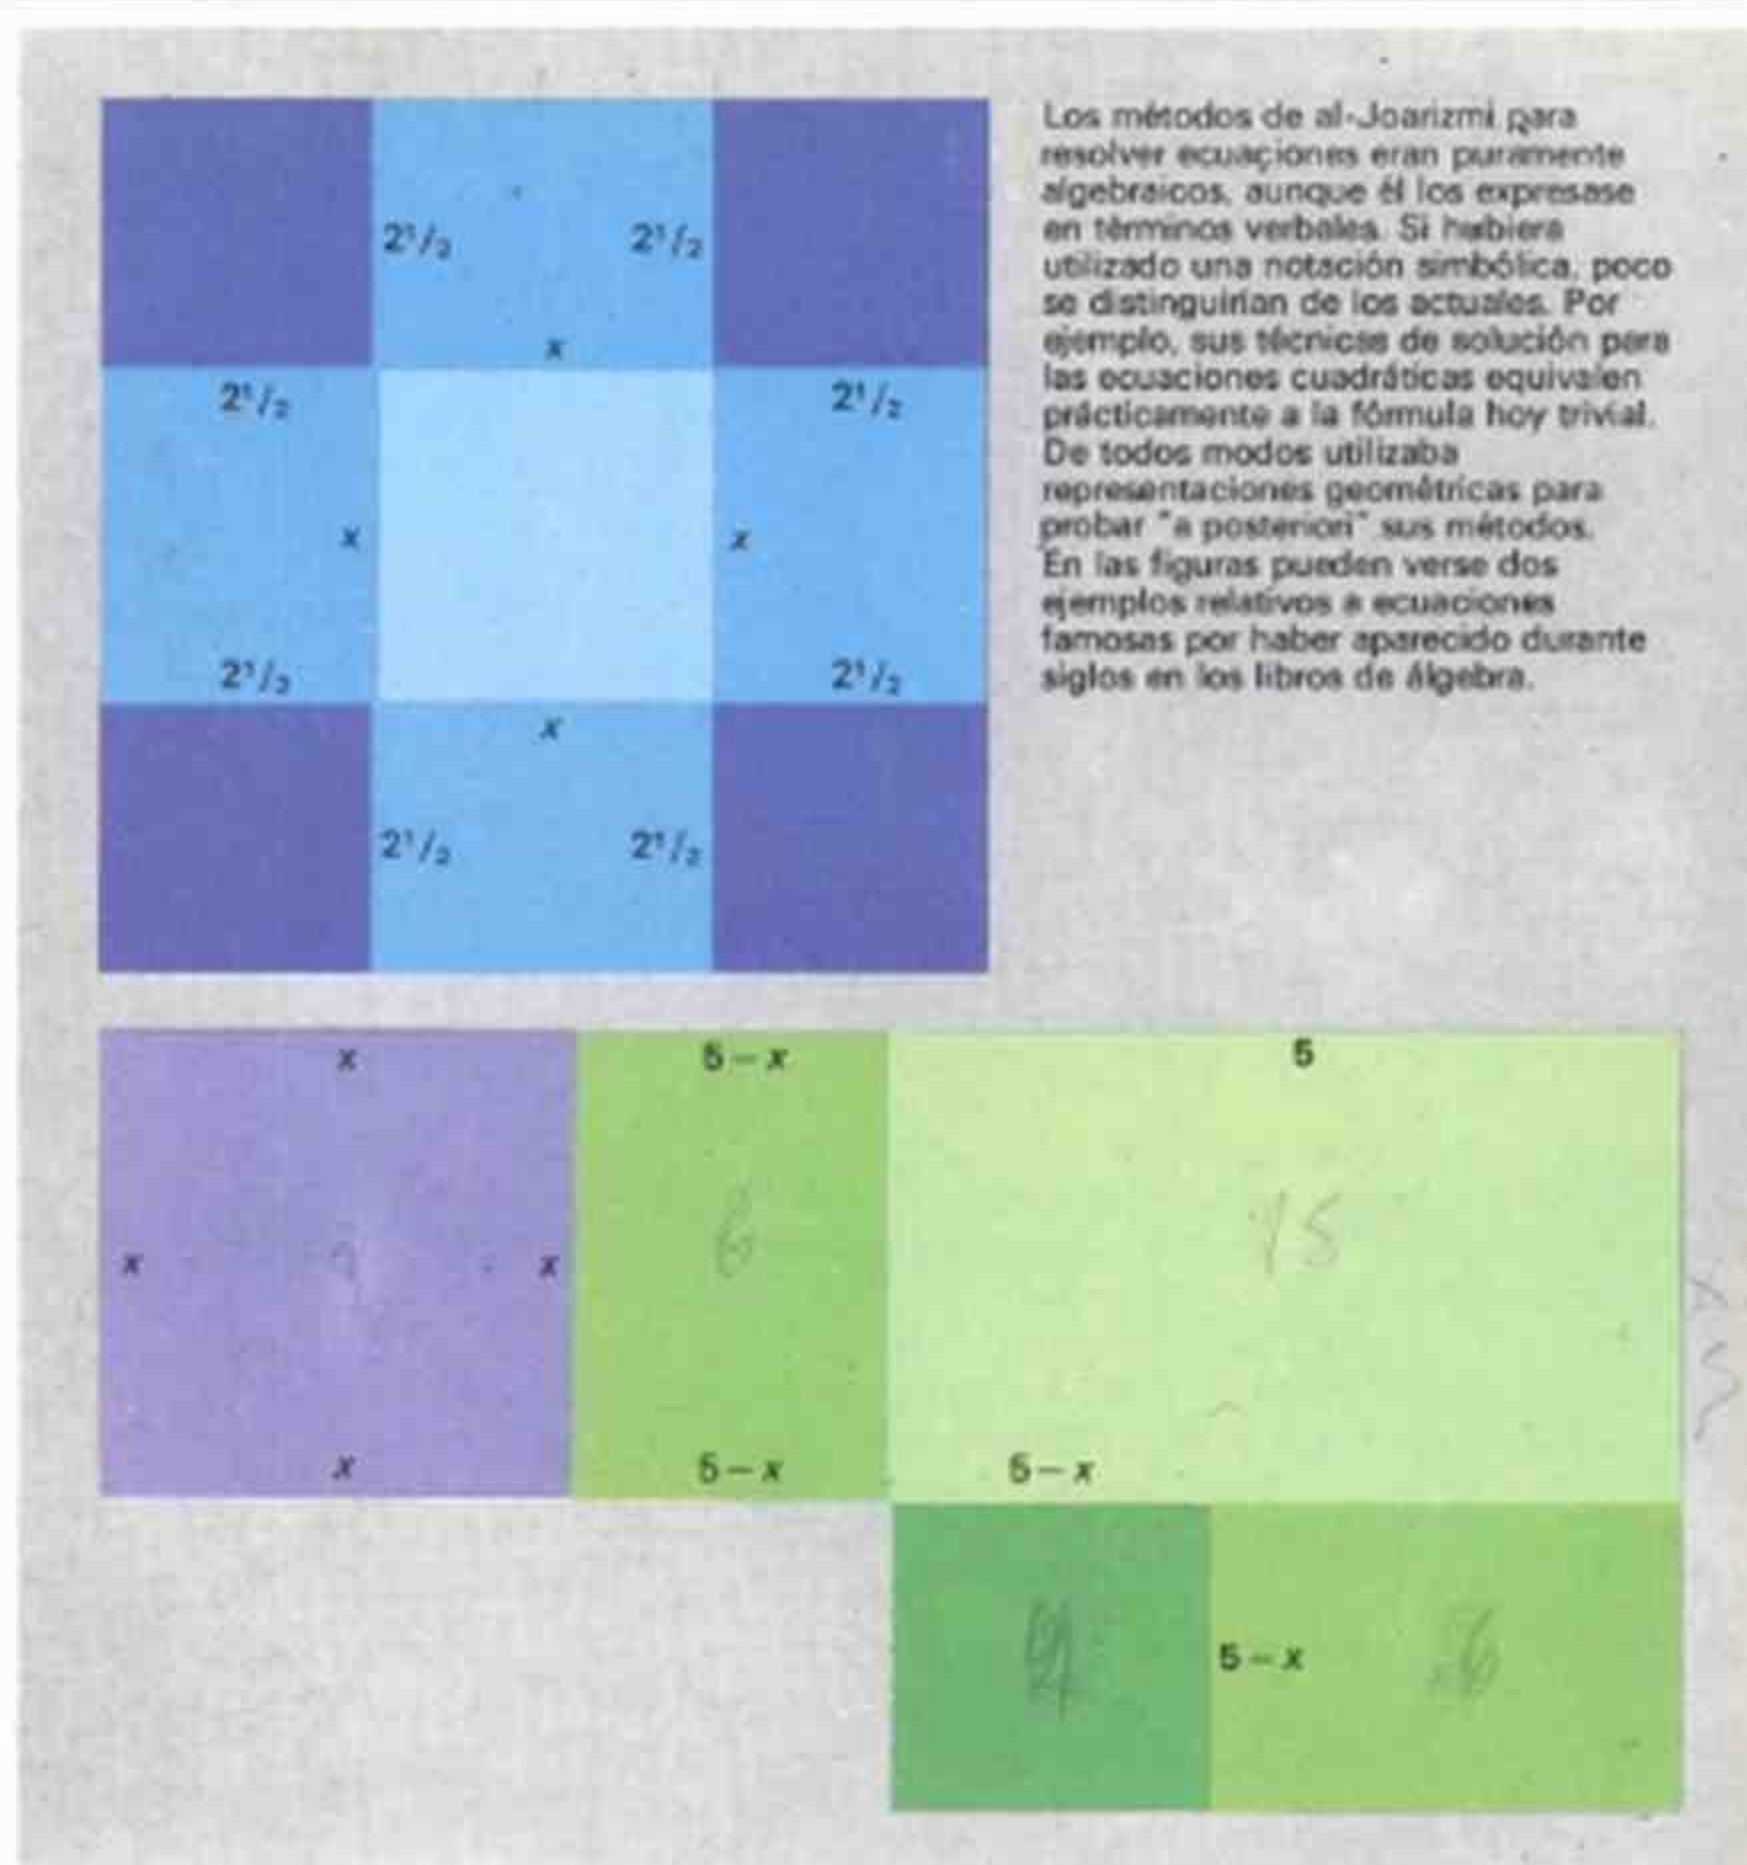 Los métodos de al-Joarizmi para
resolver ecuaciones eran puramente
algebraicos, aunque él los expresase
en términos verbales. Si hubiera
utilizado una notación simbólica, poco
se distinguirían de los actuales. Por
ejemplo, sus técnicas de solución para
las ecuaciones cuadráticas equivalen
prácticamente a la fórmula hoy trivial.
De todos modos utilizaba
representaciones geométricas para
probar "a posteriori" sus métodos.
En las figuras pueden verse dos
ejemplos relativos a ecuaciones
famosas por haber aparecido durante
siglos en los libros de álgebra.
2¹/₂ 2¹/₂
x
2¹/₂ 2¹/₂
x x
2¹/₂ 2¹/₂
x
2¹/₂ 2¹/₂
x 5 – x 5
6 15
x x
x 5 – x 5 – x
4 5 – x 6